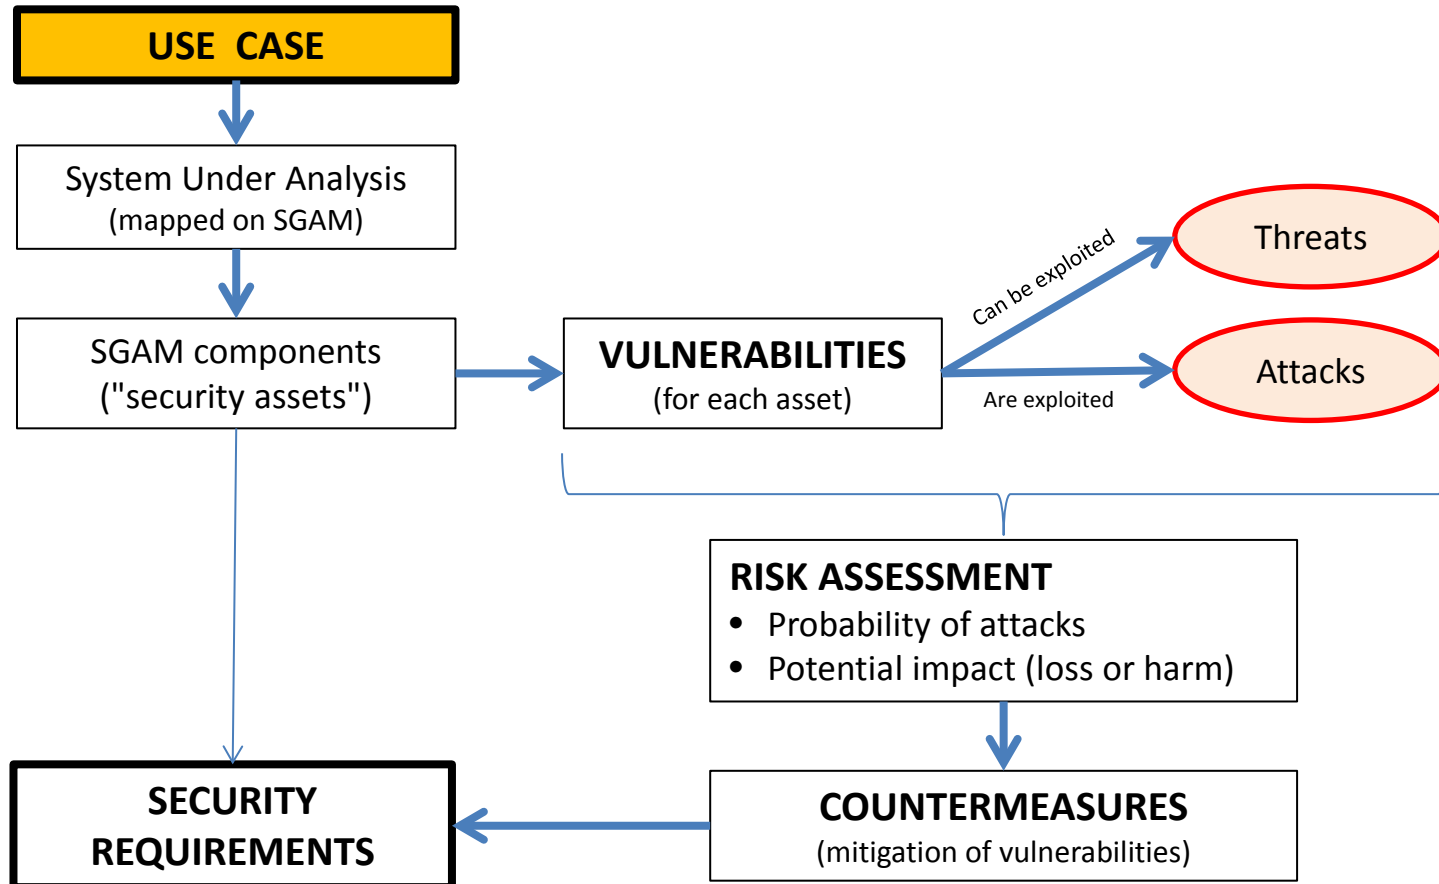 USE CASE
System Under Analysis
(mapped on SGAM)
SGAM components
("security assets")
VULNERABILITIES
(for each asset)
Can be exploited
Are exploited
Threats
Attacks
RISK ASSESSMENT
• Probability of attacks
• Potential impact (loss or harm)
COUNTERMEASURES
(mitigation of vulnerabilities)
SECURITY
REQUIREMENTS